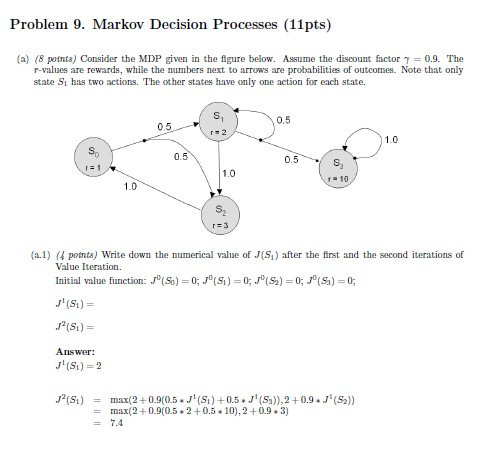 Problem 9. Markov Decision Processes (11pts)
(a) (8 points) Consider the MDP given in the figure below. Assume the discount factor γ = 0.9. The
r-values are rewards, while the numbers next to arrows are probabilities of outcomes. Note that only
state S₁ has two actions. The other states have only one action for each state.
S₁
r = 2
0.5
0.5
S₀
r = 1
0.5
0.5
1.0
S₃
r = 10
1.0
1.0
S₂
r = 3
(a.1) (4 points) Write down the numerical value of J(S₁) after the first and the second iterations of
Value Iteration.
Initial value function: J⁰(S₀) = 0; J⁰(S₁) = 0; J⁰(S₂) = 0; J⁰(S₃) = 0;
J¹(S₁) =
J²(S₁) =
Answer:
J¹(S₁) = 2
J²(S₁) = max(2 + 0.9(0.5 * J¹(S₁) + 0.5 * J¹(S₃)), 2 + 0.9 * J¹(S₂))
= max(2 + 0.9(0.5 * 2 + 0.5 * 10), 2 + 0.9 * 3)
= 7.4